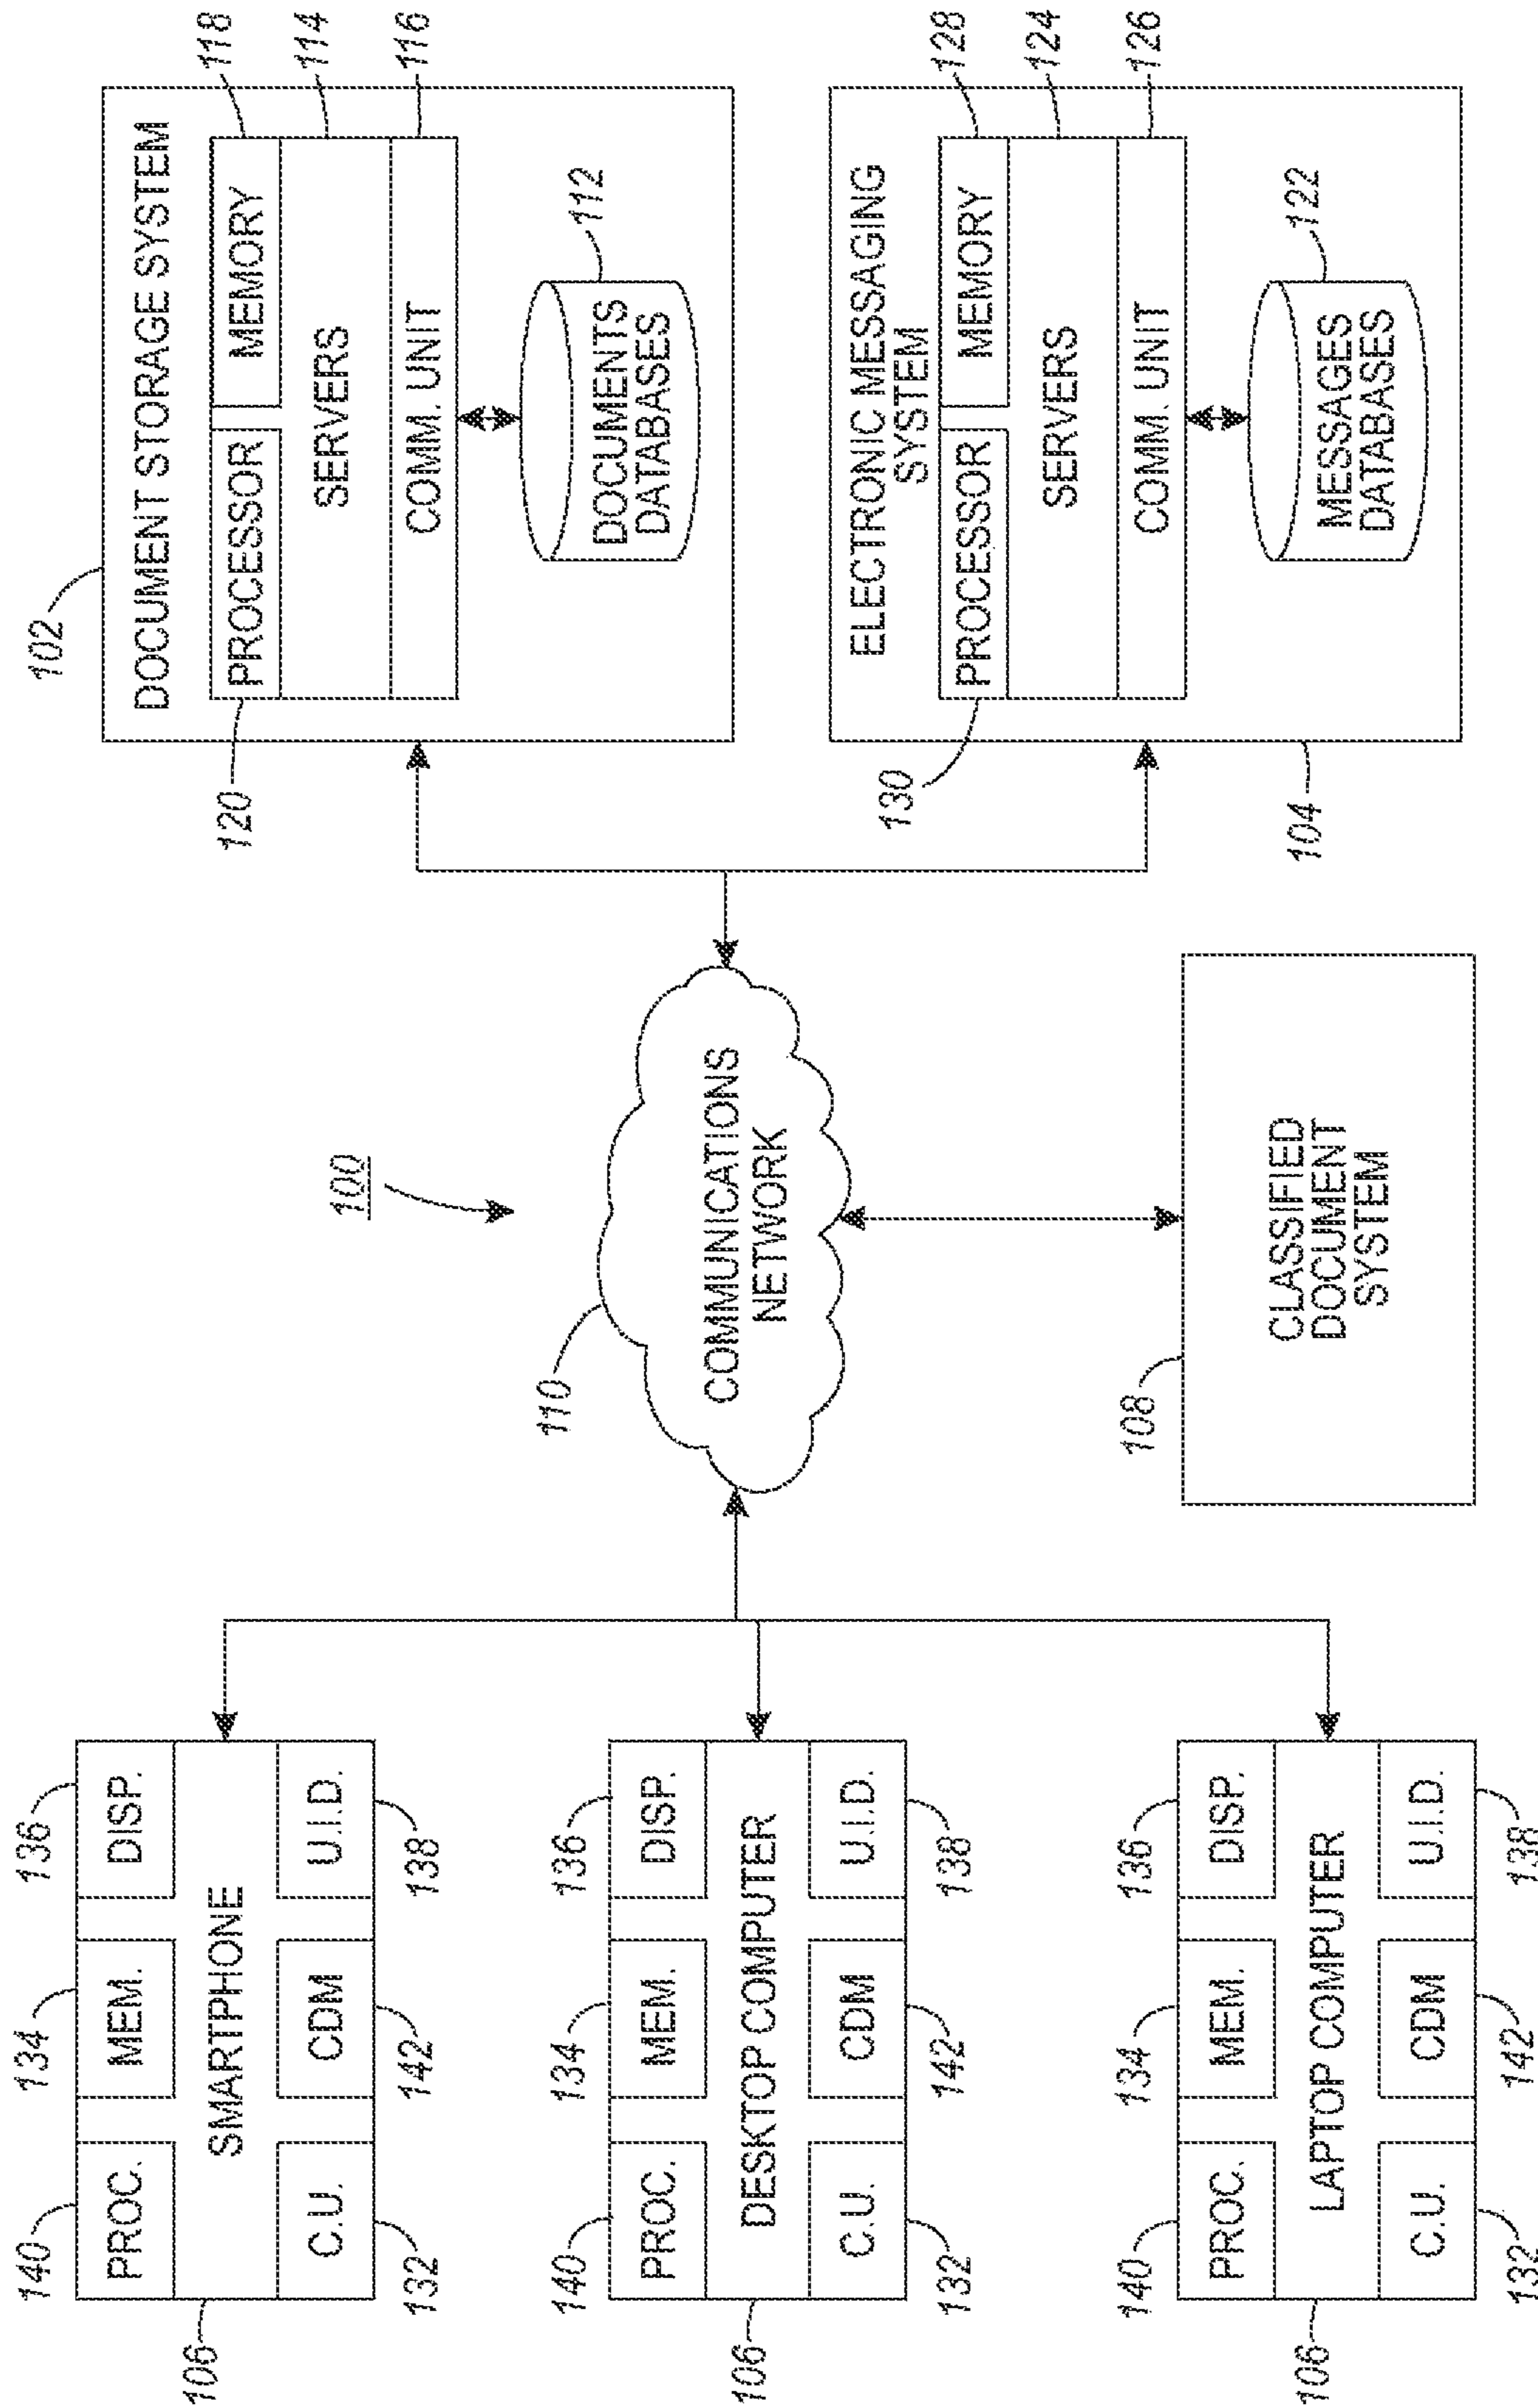 100
106
140
134
136
PROC.
MEM.
DISP.
SMARTPHONE
C.U.
CDM
U.I.D.
132
142
138
106
140
134
136
PROC.
MEM.
DISP.
DESKTOP COMPUTER
C.U.
CDM
U.I.D.
132
142
138
106
140
134
136
PROC.
MEM.
DISP.
LAPTOP COMPUTER
C.U.
CDM
U.I.D.
132
142
138
110
COMMUNICATIONS
NETWORK
108
CLASSIFIED
DOCUMENT
SYSTEM
102
DOCUMENT STORAGE SYSTEM
120
PROCESSOR
MEMORY
118
SERVERS
114
COMM. UNIT
116
DOCUMENTS
DATABASES
112
ELECTRONIC MESSAGING
SYSTEM
130
PROCESSOR
MEMORY
128
SERVERS
124
COMM. UNIT
126
MESSAGES
DATABASES
122
104